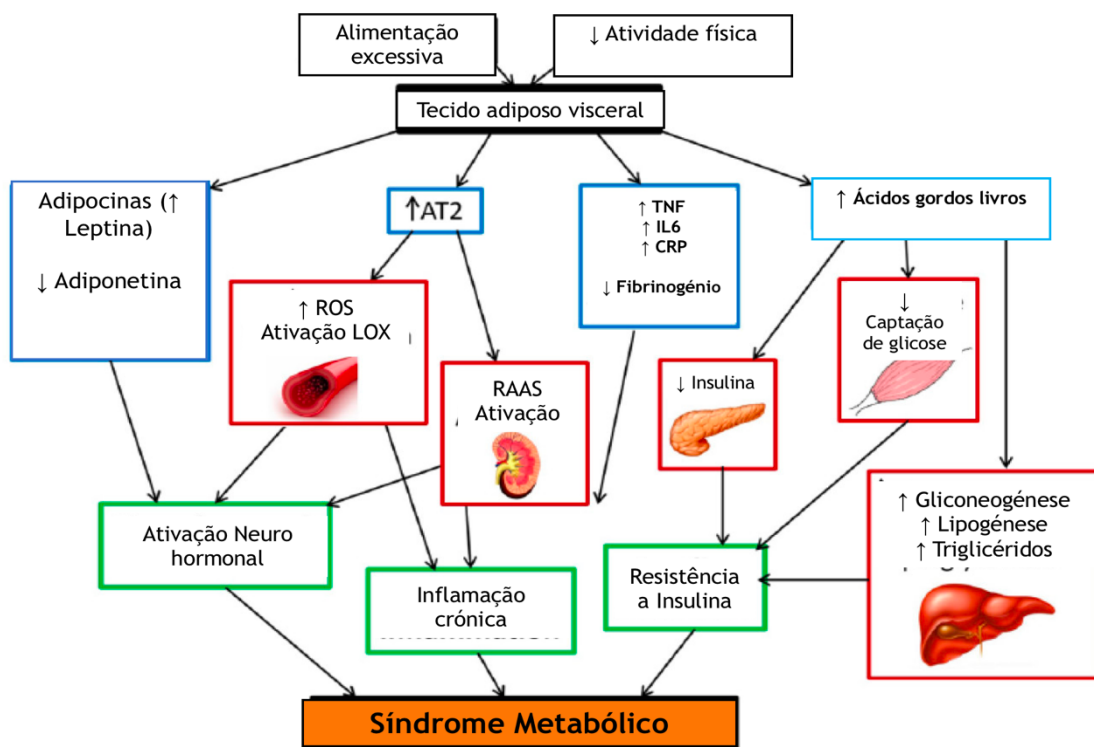 Alimentação
excessiva
↓ Atividade física
Tecido adiposo visceral
Adipocinas (↑
Leptina)
↓ Adiponetina
↑AT2
↑ TNF
↑ IL6
↑ CRP
↓ Fibrinogénio
↑ Ácidos gordos livros
↑ ROS
Ativação LOX
RAAS
Ativação
↓ Insulina
↓
Captação
de glicose
↑ Gliconeogénese
↑ Lipogénese
↑ Triglicéridos
Ativação Neuro
hormonal
Inflamação
crónica
Resistência
a Insulina
Síndrome Metabólico